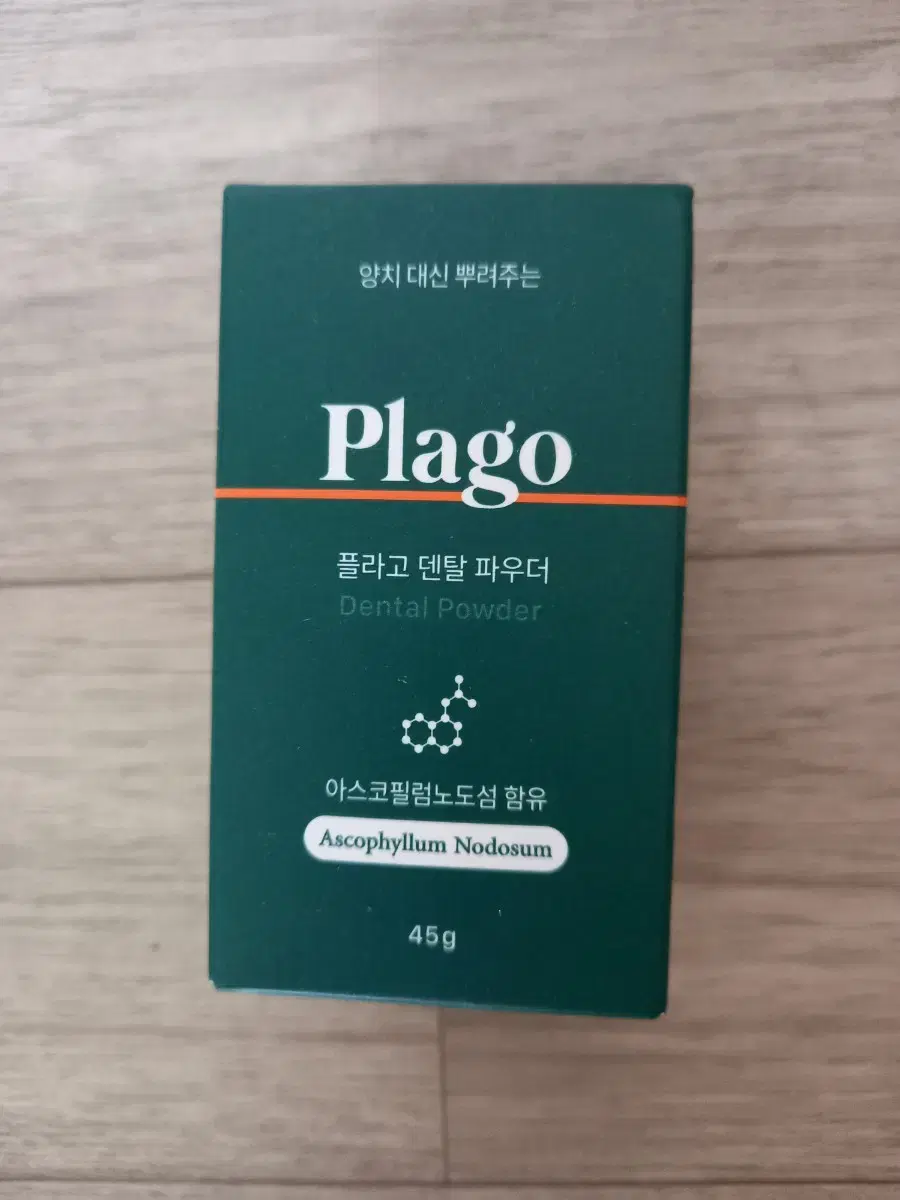 양치 대신 뿌려주는
Plago
플라고 덴탈 파우더
Dental Powder
아스코필럼노도섬 함유
Ascophyllum Nodosum
45g